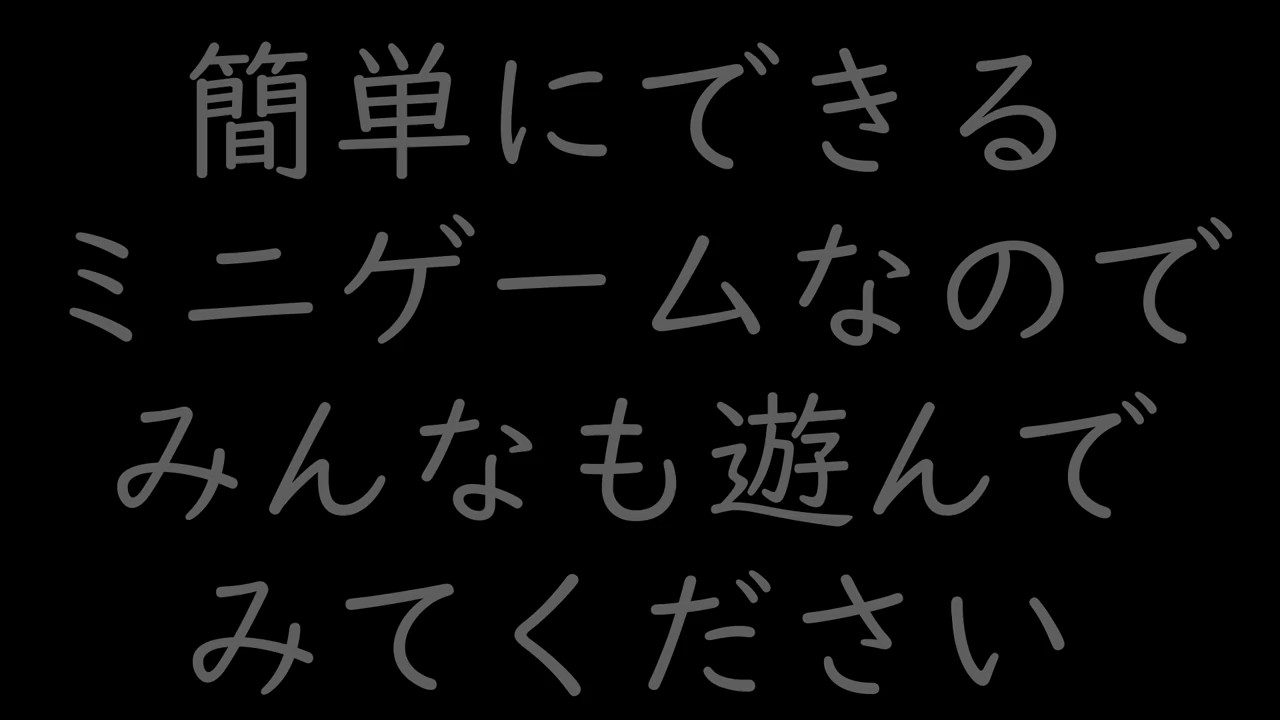 簡単にできる
ミニゲームなので
みんなも遊んで
みてください